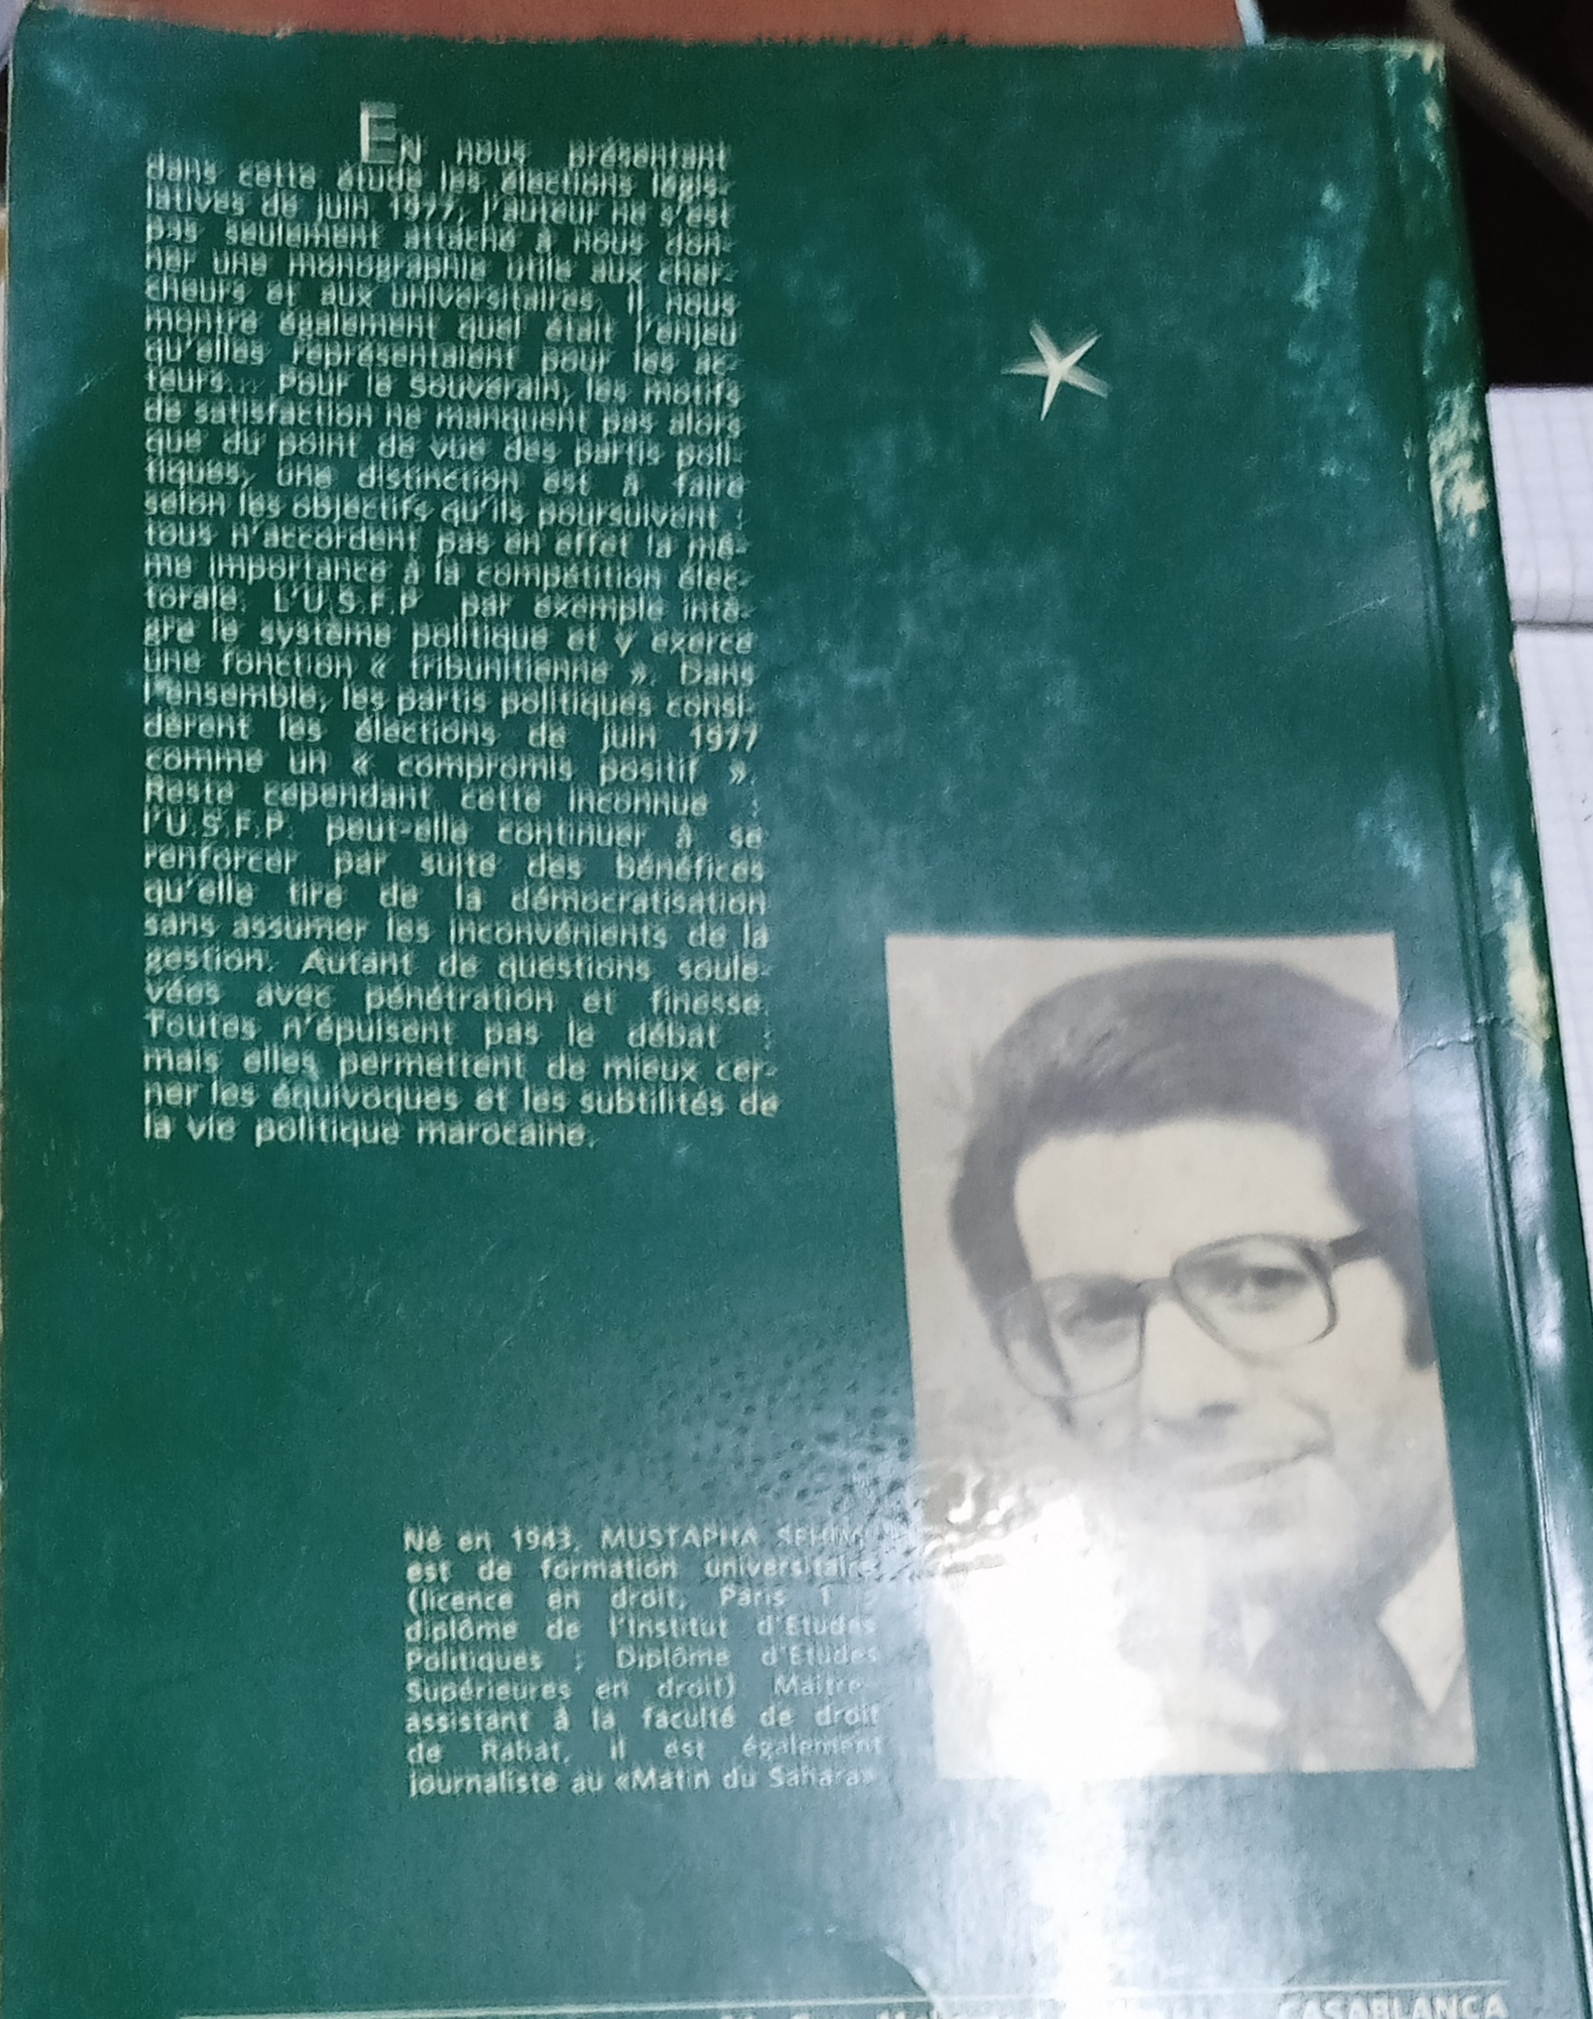 EN nous présentant
dans cette étude les élections légis-
latives de juin 1977, l'auteur ne s'est
pas seulement attaché à nous don-
ner une monographie utile aux cher-
cheurs et aux universitaires, il nous
montre également quel était l'enjeu
qu'elles représentaient pour les ac-
teurs... Pour le Souverain, les motifs
de satisfaction ne manquent pas alors
que du point de vue des partis poli-
tiques, une distinction est à faire
selon les objectifs qu'ils poursuivent :
tous n'accordent pas en effet la mê-
me importance à la compétition élec-
torale. L'U.S.F.P. par exemple intè-
gre le système politique et y exerce
une fonction « tribunitienne ». Dans
l'ensemble, les partis politiques consi-
dèrent les élections de juin 1977
comme un « compromis positif ».
Reste cependant cette inconnue :
l'U.S.F.P. peut-elle continuer à se
renforcer par suite des bénéfices
qu'elle tire de la démocratisation
sans assumer les inconvénients de la
gestion. Autant de questions soule-
vées avec pénétration et finesse.
Toutes n'épuisent pas le débat :
mais elles permettent de mieux cer-
ner les équivoques et les subtilités de
la vie politique marocaine.
Né en 1943, MUSTAPHA SEHIMI
est de formation universitaire
(licence en droit, Paris 1 ;
diplôme de l'Institut d'Etudes
Politiques ; Diplôme d'Etudes
Supérieures en droit) Maître-
assistant à la faculté de droit
de Rabat, il est également
journaliste au «Matin du Sahara»
CASABLANCA